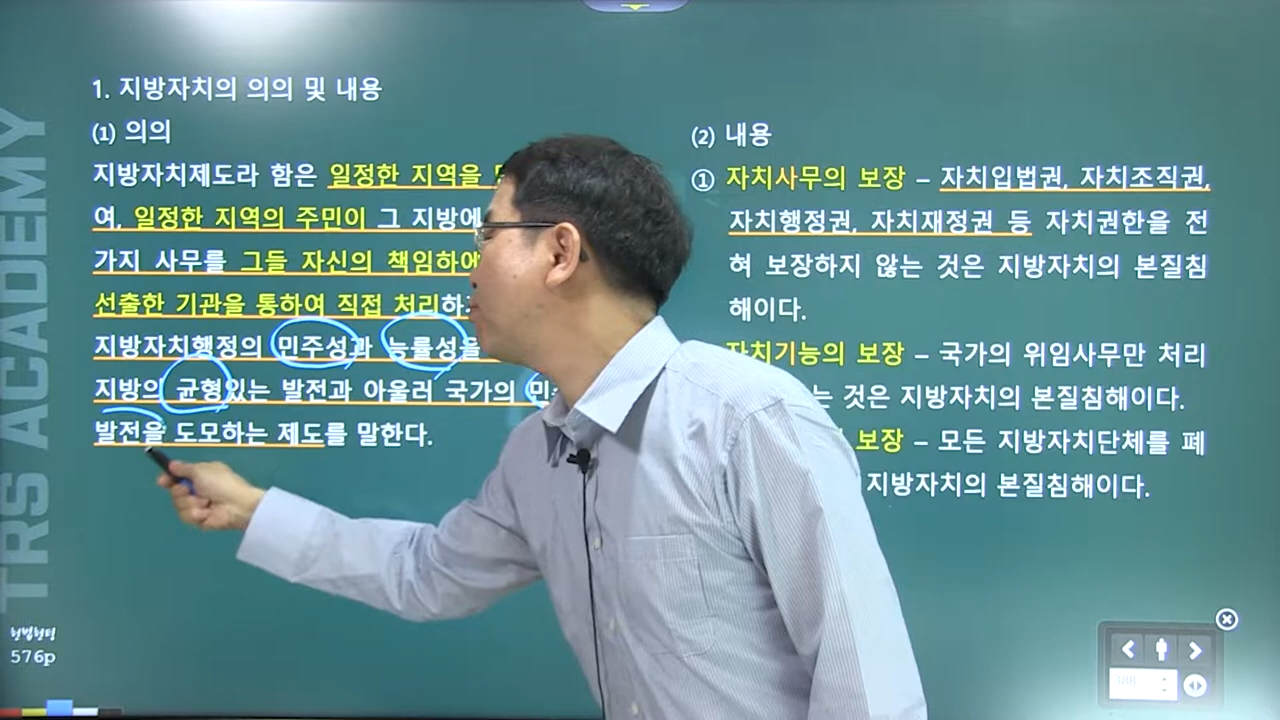 1. 지방자치의 의의 및 내용
(1) 의의
지방자치제도라 함은 일정한 지역을
여, 일정한 지역의 주민이 그 지방에
가지 사무를 그들 자신의 책임하에
선출한 기관을 통하여 직접 처리하
지방자치행정의 민주성과 능률성을
지방의 균형있는 발전과 아울러 국가의
발전을 도모하는 제도를 말한다.
(2) 내용
① 자치사무의 보장 – 자치입법권, 자치조직권,
자치행정권, 자치재정권 등 자치권한을 전
혀 보장하지 않는 것은 지방자치의 본질침
해이다.
자치기능의 보장 – 국가의 위임사무만 처리
는 것은 지방자치의 본질침해이다.
보장 – 모든 지방자치단체를 폐
지방자치의 본질침해이다.
TRS ACADEMY
헌법헌정
576p